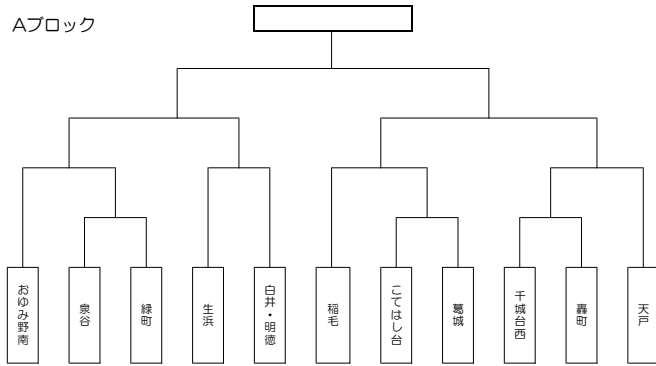 Aブロック
おゆみ野南
泉谷
緑町
生浜
白井・明徳
稲毛
こてはし台
葛城
千城台西
轟町
天戸